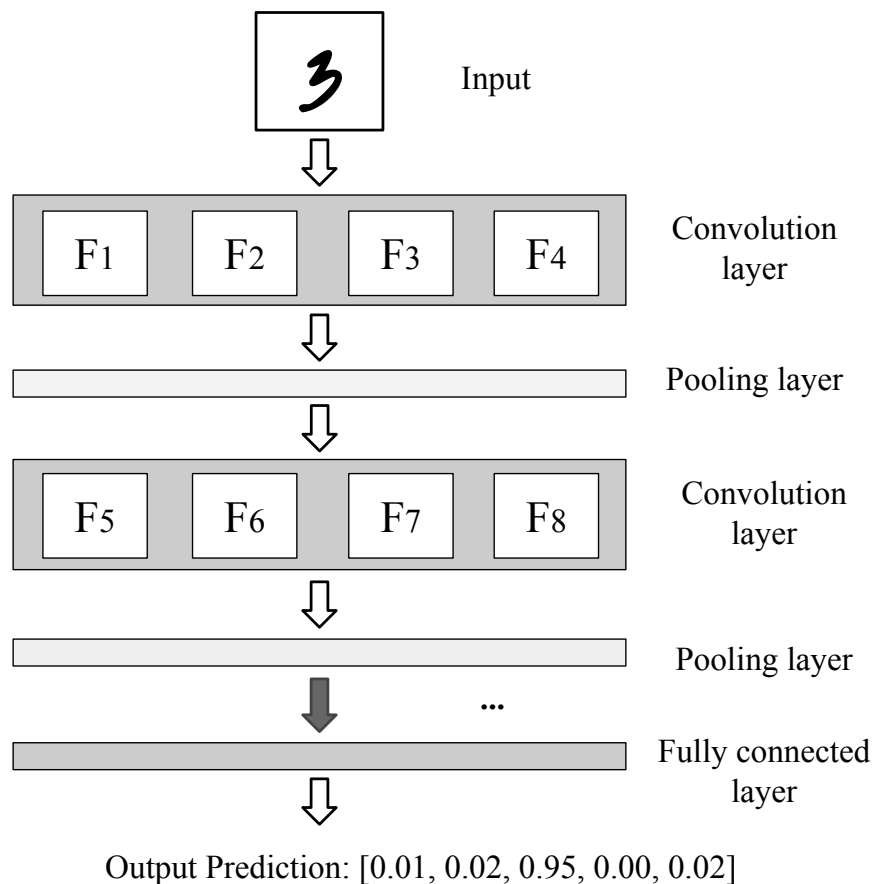 3
Input
F1 F2 F3 F4
Convolution
layer
Pooling layer
F5 F6 F7 F8
Convolution
layer
Pooling layer
...
Fully connected
layer
Output Prediction: [0.01, 0.02, 0.95, 0.00, 0.02]